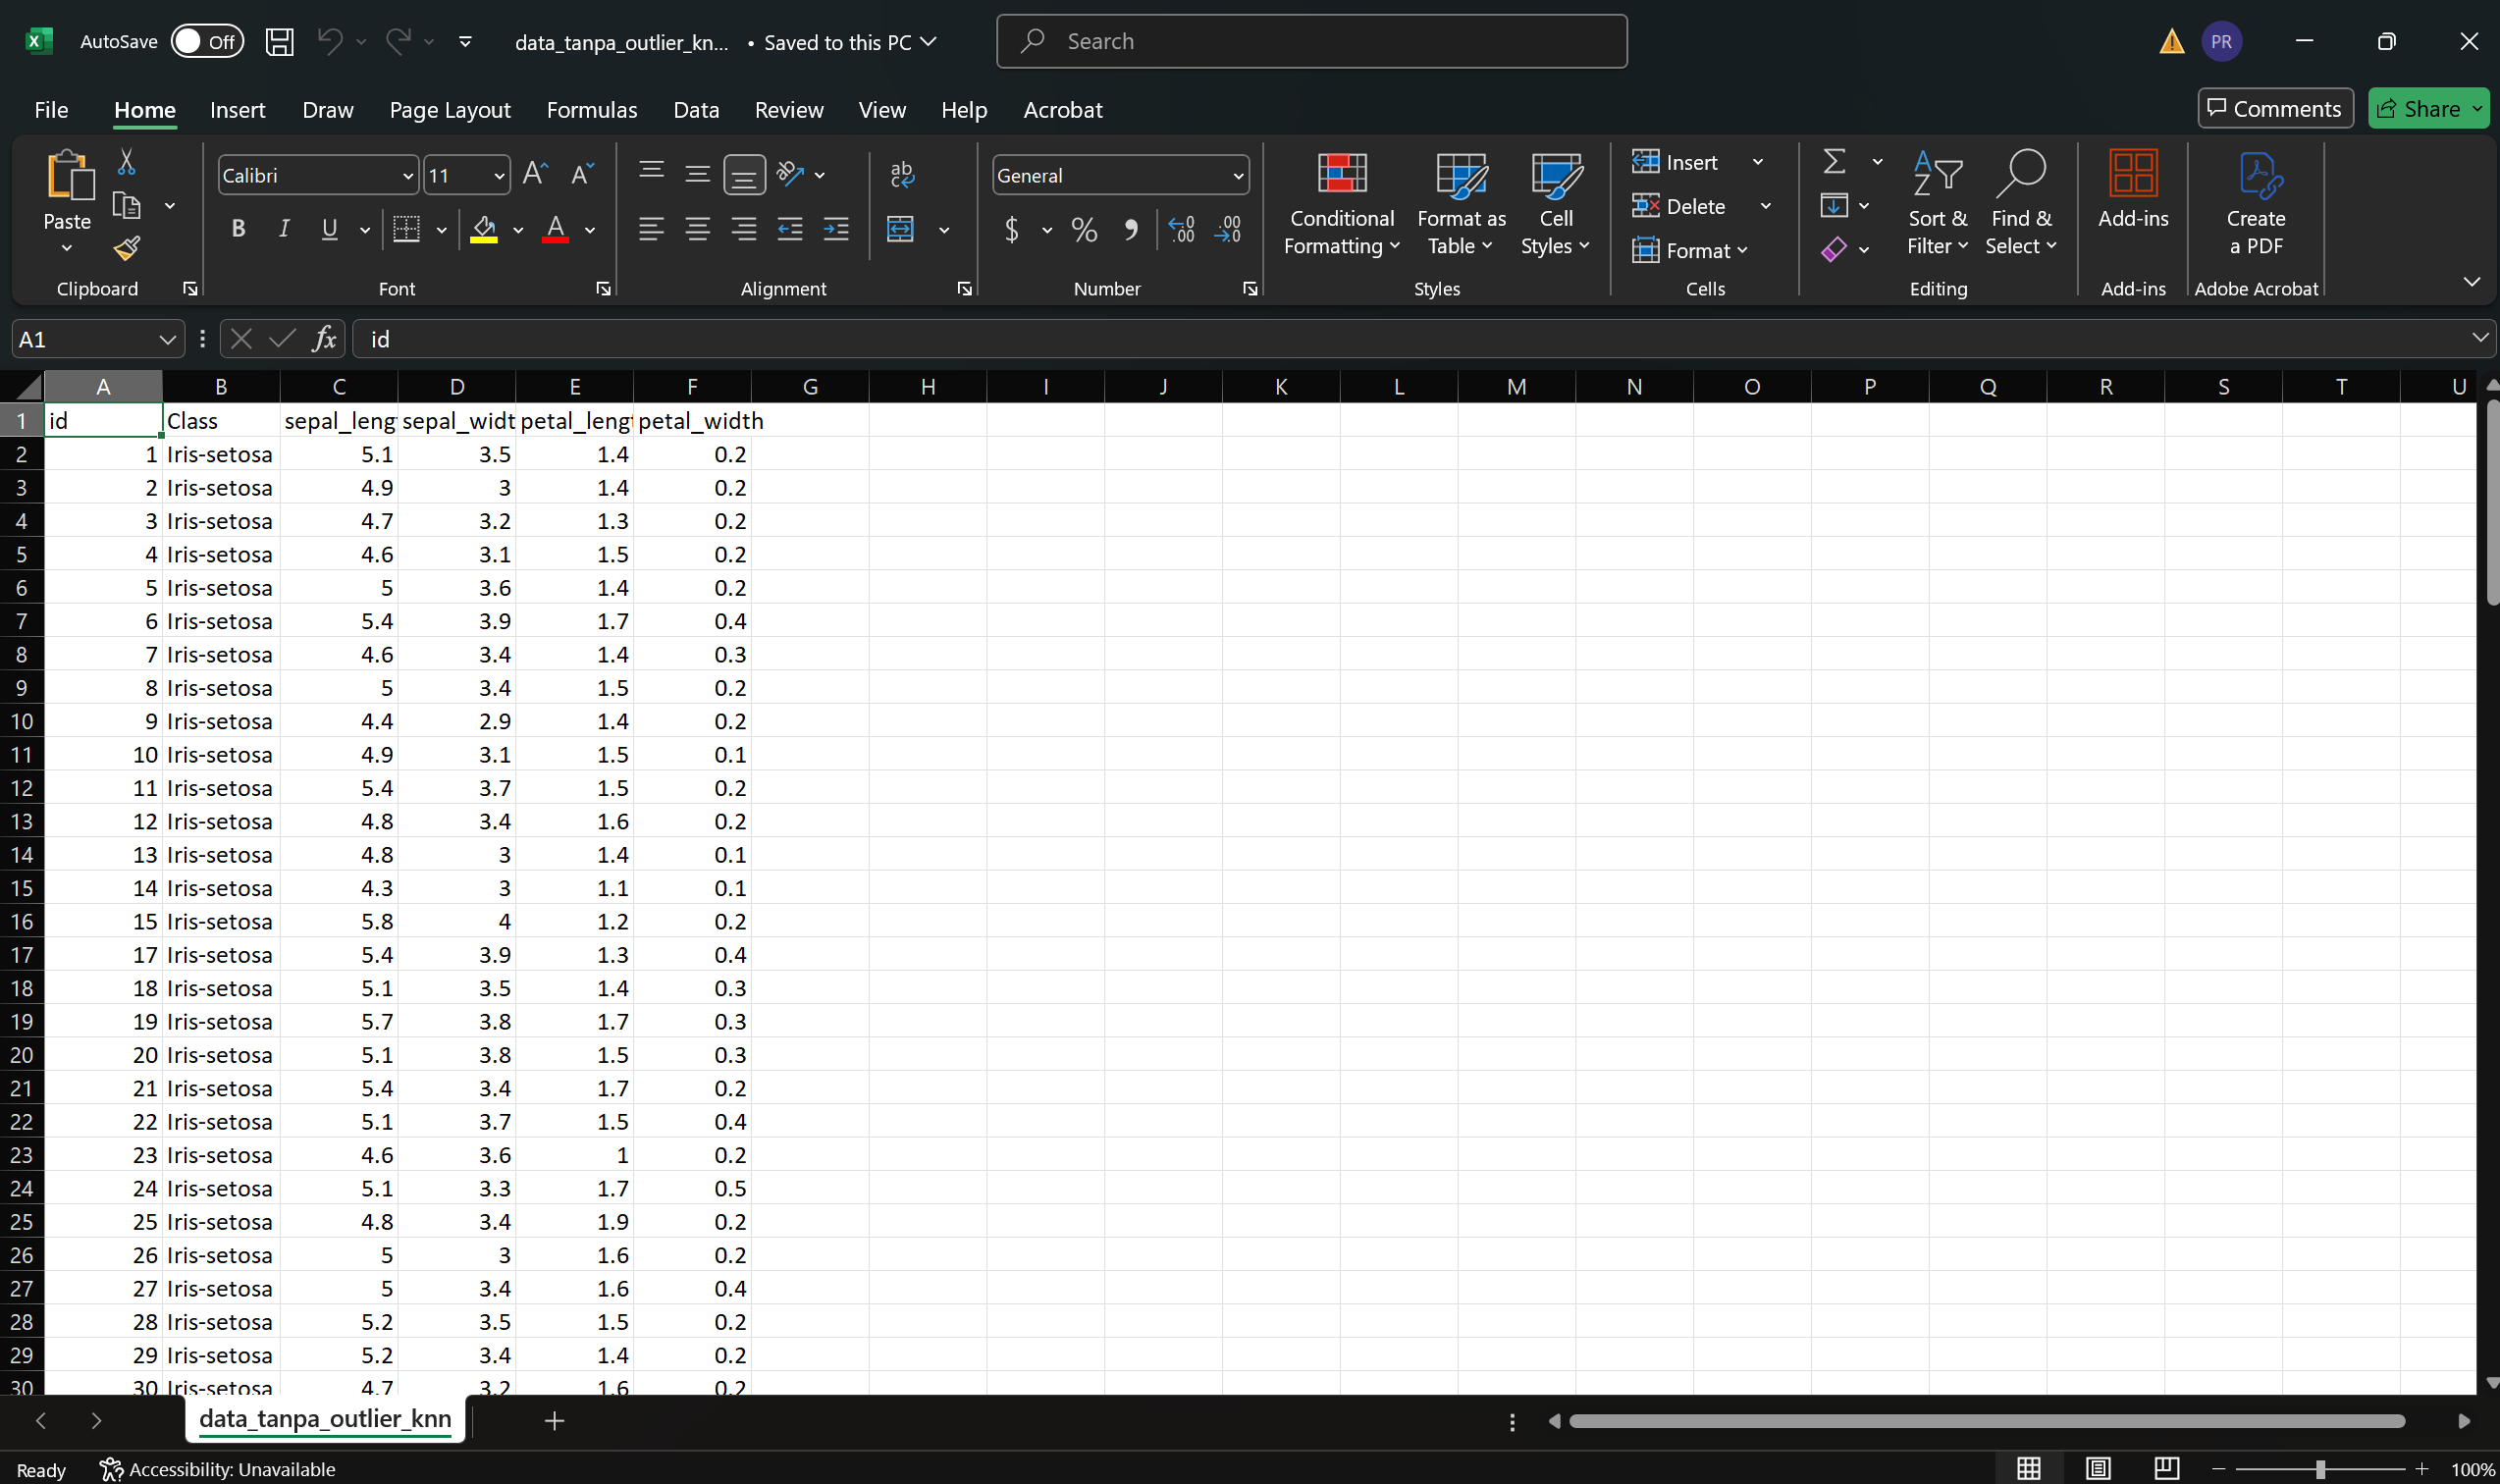 AutoSave Off data_tanpa_outlier_kn... • Saved to this PC Search PR
File Home Insert Draw Page Layout Formulas Data Review View Help Acrobat Comments Share
Paste
Clipboard
Calibri 11
B I U A
Font
ab
Alignment
General
$ % ,
Number
Conditional Formatting
Format as Table
Cell Styles
Styles
Insert
Delete
Format
Cells
Sort & Filter
Find & Select
Editing
Add-ins
Add-ins
Create a PDF
Adobe Acrobat
A1 fx id
A B C D E F G H I J K L M N O P Q R S T U
1 id Class sepal_leng sepal_widt petal_lengt petal_width
2 1 Iris-setosa 5.1 3.5 1.4 0.2
3 2 Iris-setosa 4.9 3 1.4 0.2
4 3 Iris-setosa 4.7 3.2 1.3 0.2
5 4 Iris-setosa 4.6 3.1 1.5 0.2
6 5 Iris-setosa 5 3.6 1.4 0.2
7 6 Iris-setosa 5.4 3.9 1.7 0.4
8 7 Iris-setosa 4.6 3.4 1.4 0.3
9 8 Iris-setosa 5 3.4 1.5 0.2
10 9 Iris-setosa 4.4 2.9 1.4 0.2
11 10 Iris-setosa 4.9 3.1 1.5 0.1
12 11 Iris-setosa 5.4 3.7 1.5 0.2
13 12 Iris-setosa 4.8 3.4 1.6 0.2
14 13 Iris-setosa 4.8 3 1.4 0.1
15 14 Iris-setosa 4.3 3 1.1 0.1
16 15 Iris-setosa 5.8 4 1.2 0.2
17 17 Iris-setosa 5.4 3.9 1.3 0.4
18 18 Iris-setosa 5.1 3.5 1.4 0.3
19 19 Iris-setosa 5.7 3.8 1.7 0.3
20 20 Iris-setosa 5.1 3.8 1.5 0.3
21 21 Iris-setosa 5.4 3.4 1.7 0.2
22 22 Iris-setosa 5.1 3.7 1.5 0.4
23 23 Iris-setosa 4.6 3.6 1 0.2
24 24 Iris-setosa 5.1 3.3 1.7 0.5
25 25 Iris-setosa 4.8 3.4 1.9 0.2
26 26 Iris-setosa 5 3 1.6 0.2
27 27 Iris-setosa 5 3.4 1.6 0.4
28 28 Iris-setosa 5.2 3.5 1.5 0.2
29 29 Iris-setosa 5.2 3.4 1.4 0.2
30 30 Iris-setosa 4.7 3.2 1.6 0.2
data_tanpa_outlier_knn
Ready Accessibility: Unavailable 100%